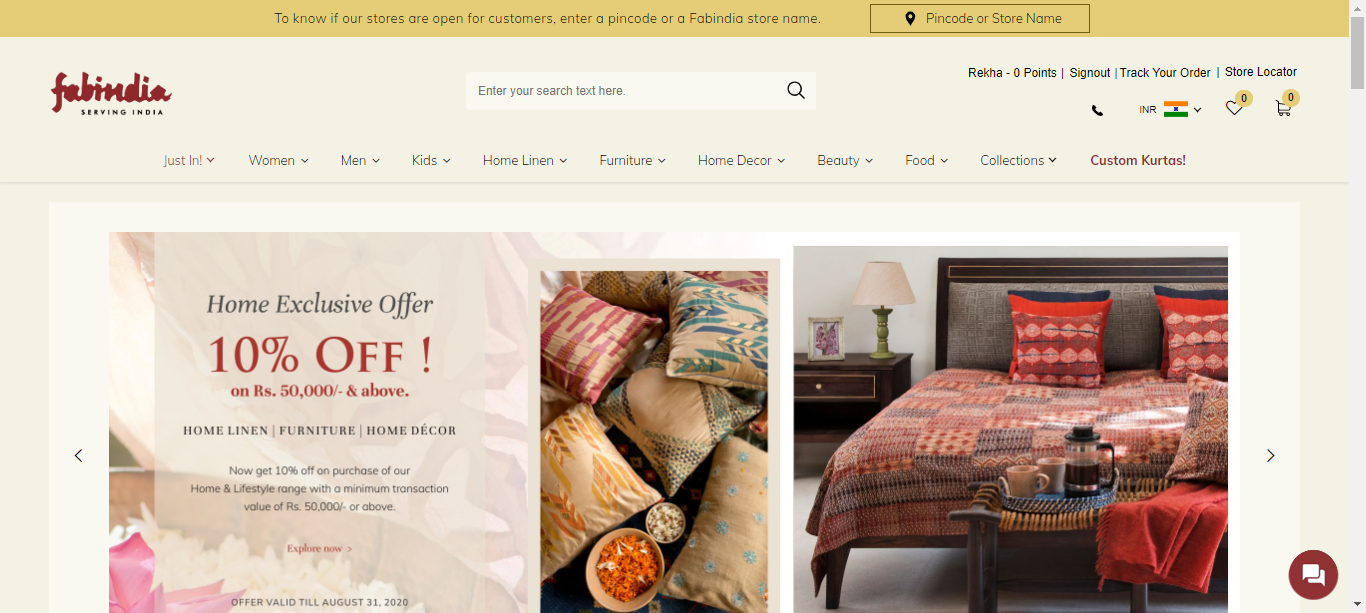 To know if our stores are open for customers, enter a pincode or a Fabindia store name.
Pincode or Store Name
Rekha - 0 Points | Signout | Track Your Order | Store Locator
fabindia
SERVING INDIA
Enter your search text here.
INR
0
0
Just In!
Women
Men
Kids
Home Linen
Furniture
Home Decor
Beauty
Food
Collections
Custom Kurtas!
Home Exclusive Offer
10% OFF !
on Rs. 50,000/- & above.
HOME LINEN | FURNITURE | HOME DÉCOR
Now get 10% off on purchase of our
Home & Lifestyle range with a minimum transaction
value of Rs. 50,000/- or above.
Explore now >
OFFER VALID TILL AUGUST 31, 2020